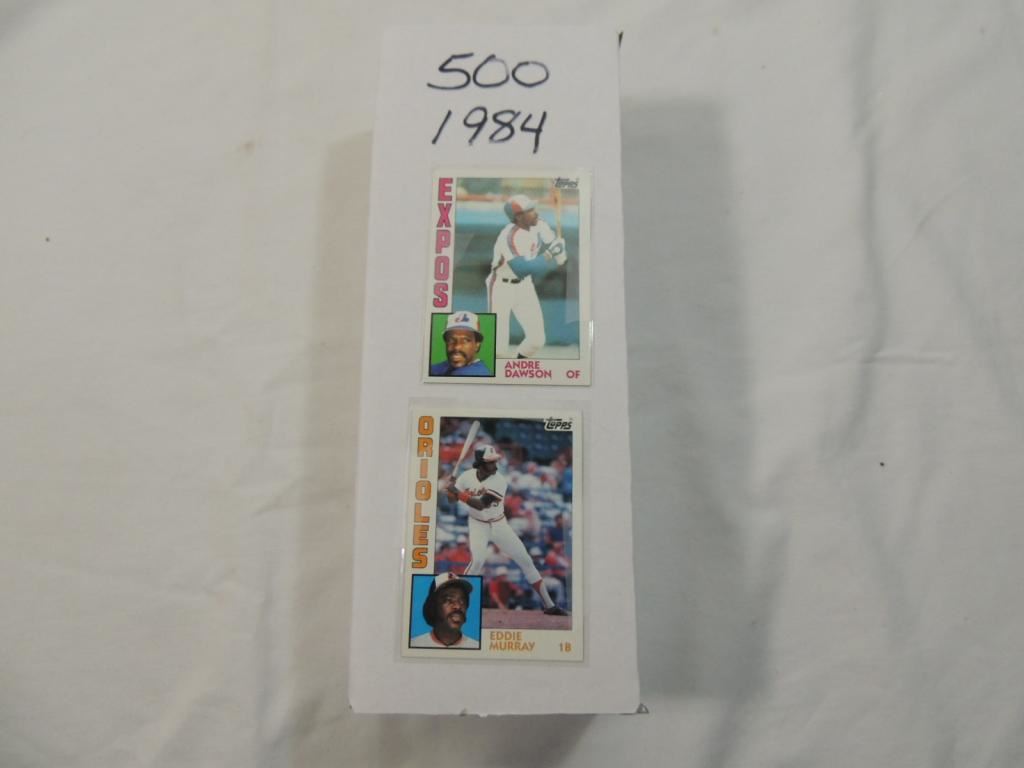 500
1984
EXPOS
Topps
ANDRE
DAWSON OF
ORIOLES
Topps
EDDIE
MURRAY 1B